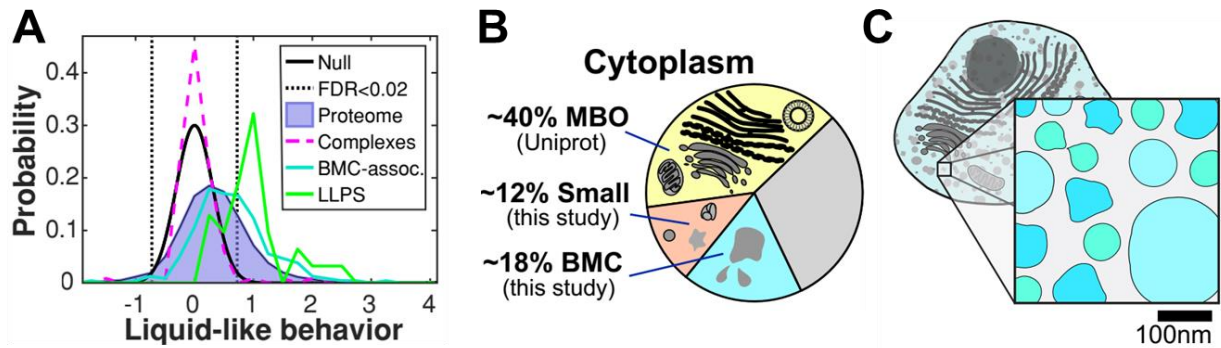 A
Probability
0.4
0.3
0.2
0.1
0
-1
0
1
2
3
4
Liquid-like behavior
Null
FDR<0.02
Proteome
Complexes
BMC-assoc.
LLPS
B
Cytoplasm
~40% MBO
(Uniprot)
~12% Small
(this study)
~18% BMC
(this study)
C
100nm